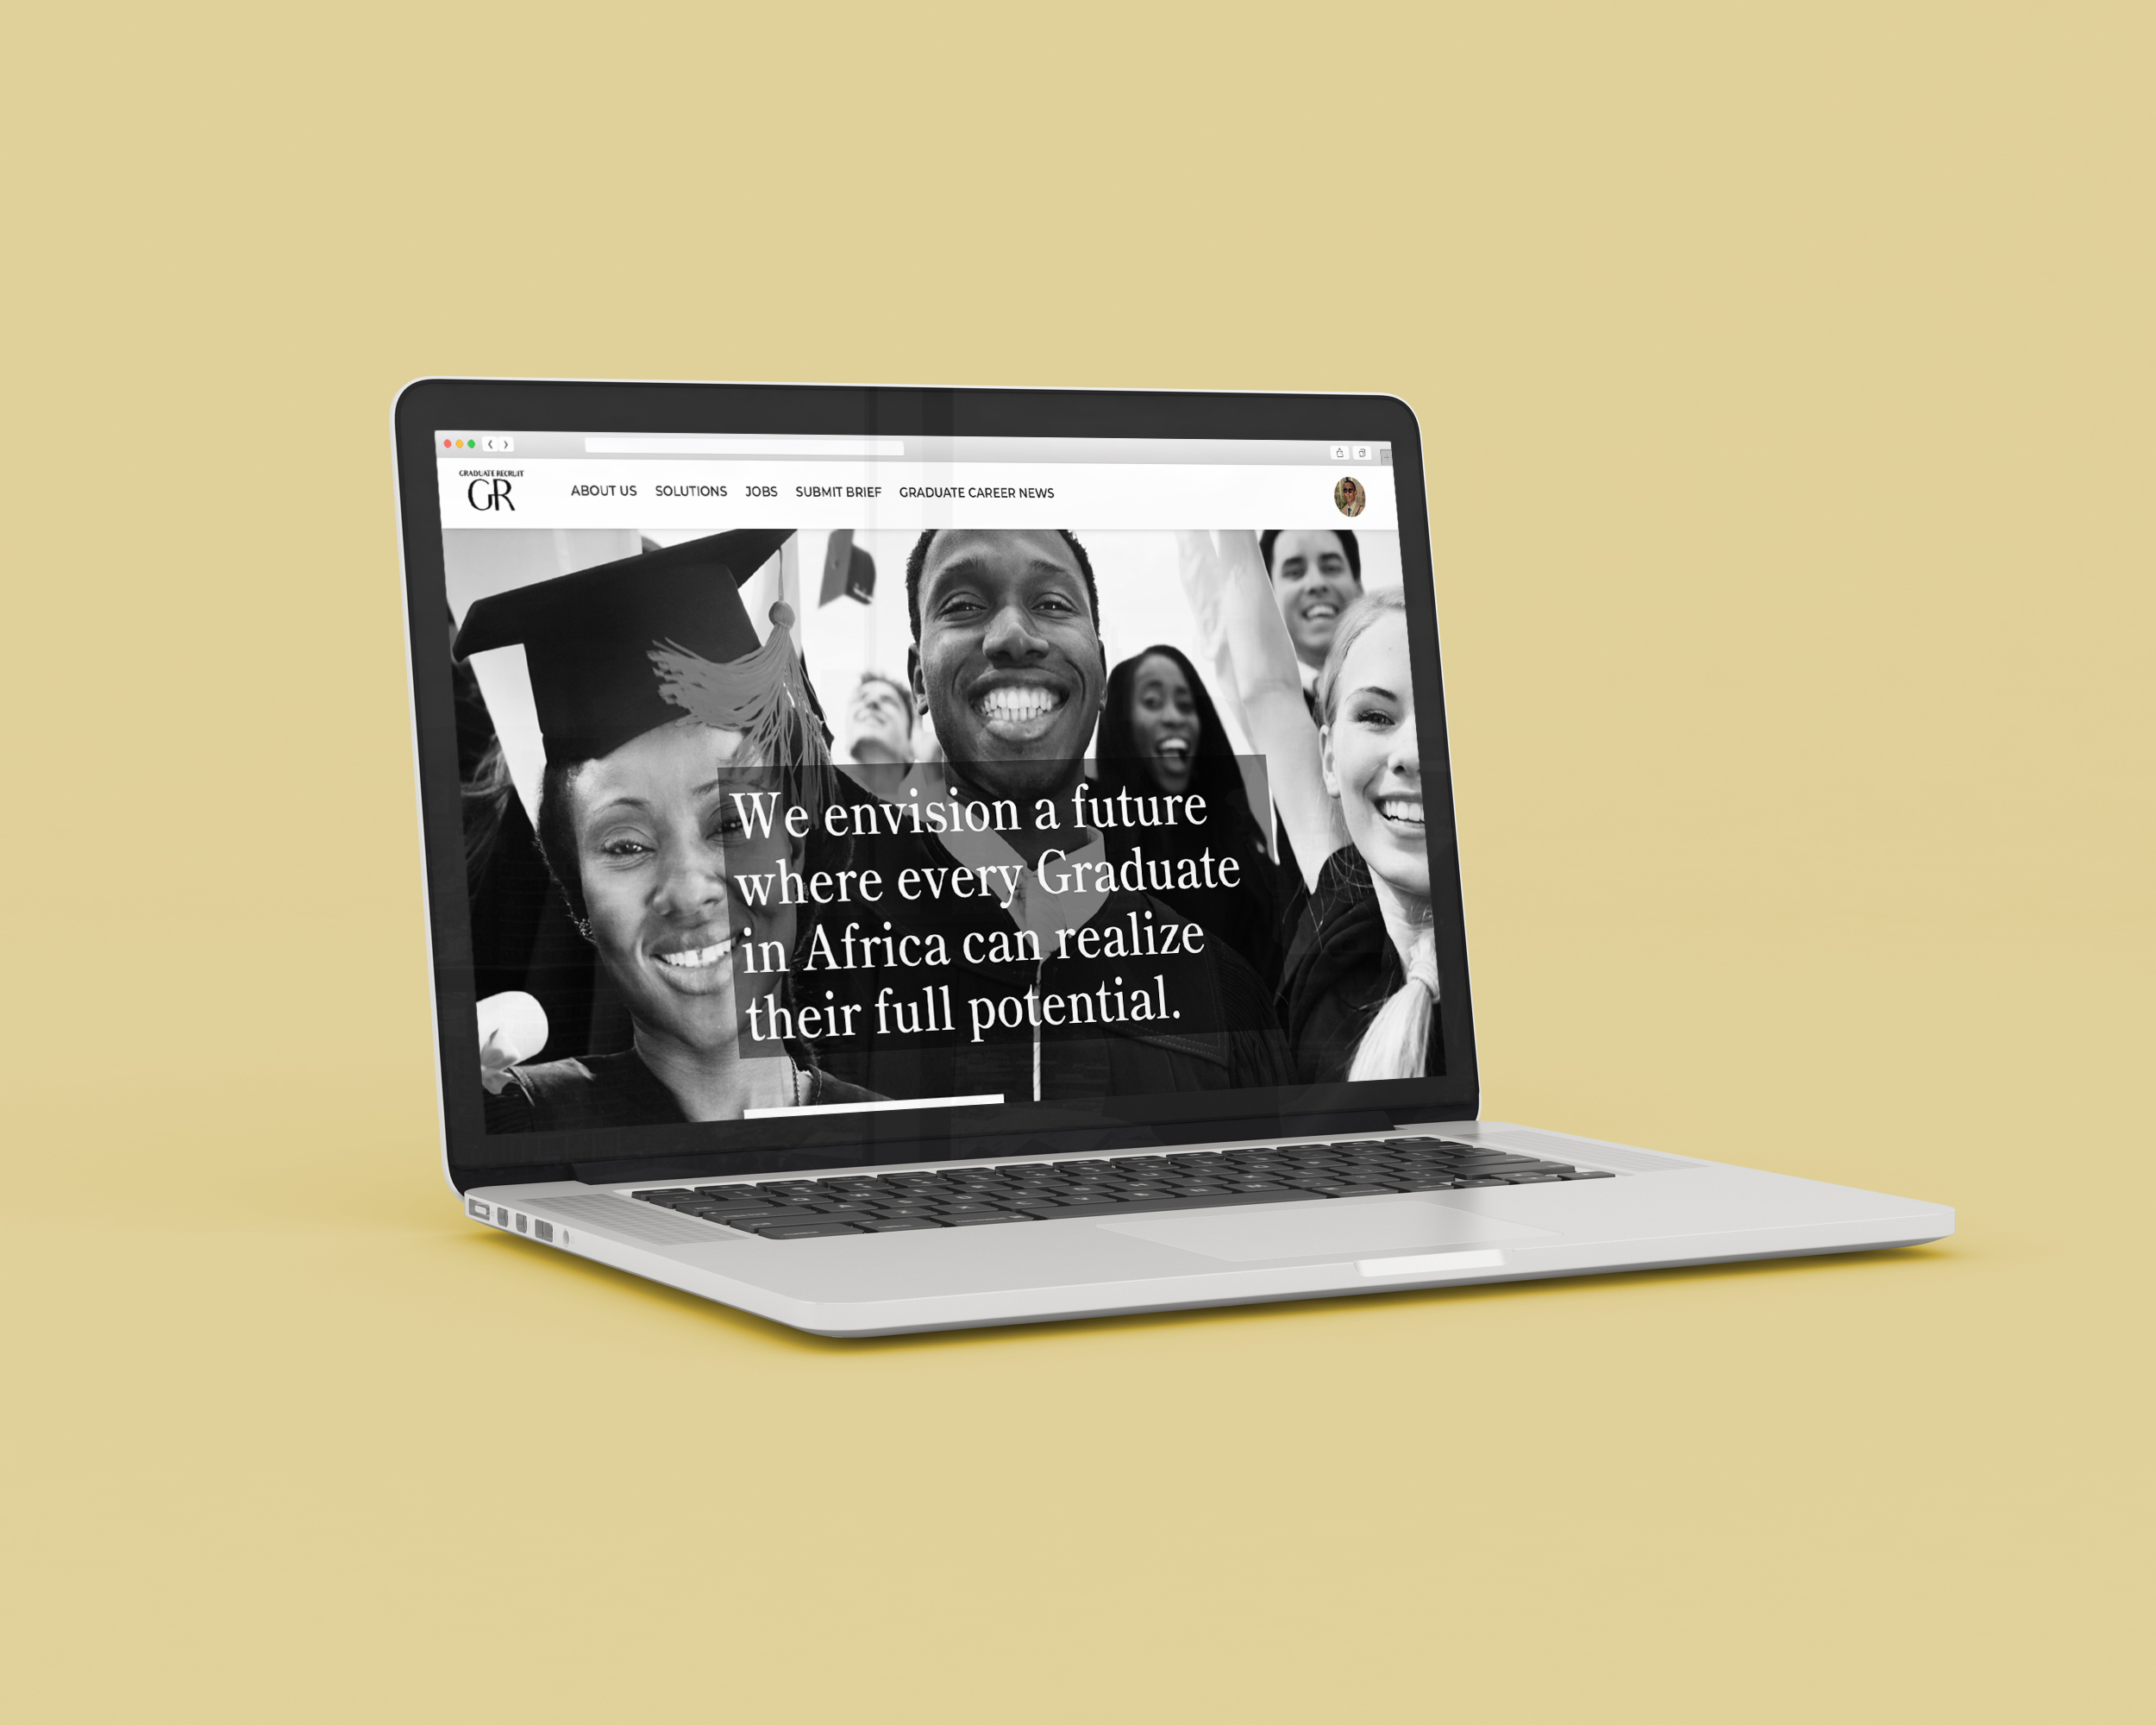 GRADUATE RECRUIT
GR
ABOUT US SOLUTIONS JOBS SUBMIT BRIEF GRADUATE CAREER NEWS
We envision a future
where every Graduate
in Africa can realize
their full potential.